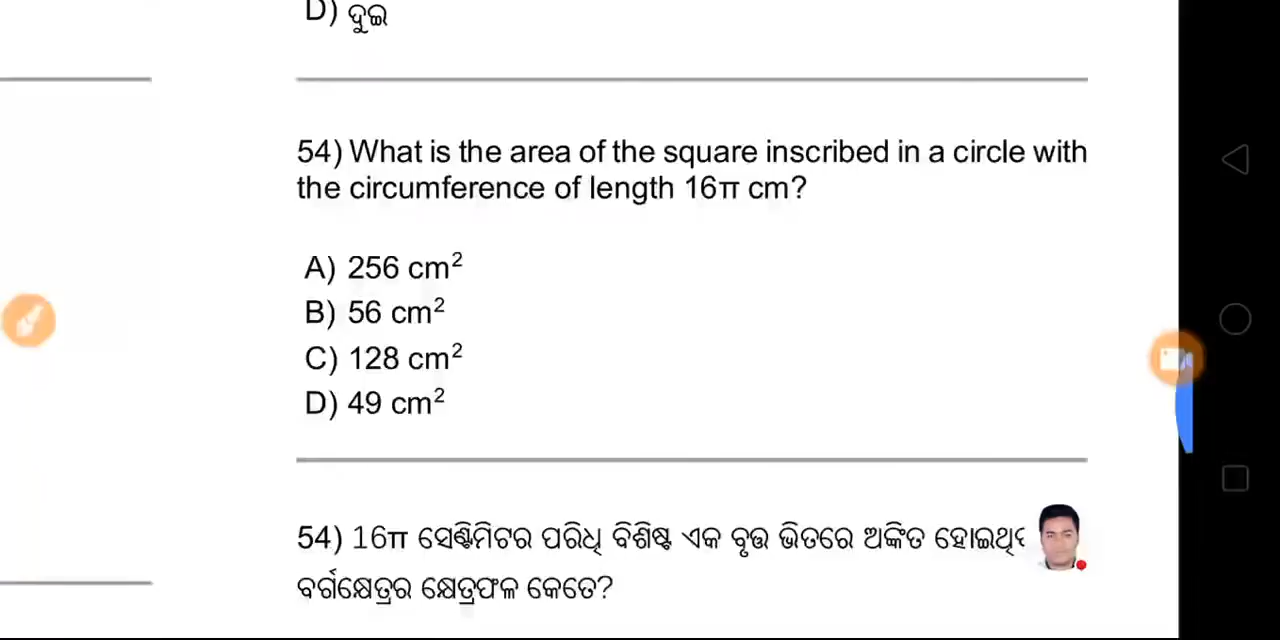 D) ଦୁଇ
54) What is the area of the square inscribed in a circle with
the circumference of length 16π cm?
A) 256 cm²
B) 56 cm²
C) 128 cm²
D) 49 cm²
54) 16π ସେଣ୍ଟିମିଟର ପରିଧି ବିଶିଷ୍ଟ ଏକ ବୃତ୍ତ ଭିତରେ ଅଙ୍କିତ
ବର୍ଗକ୍ଷେତ୍ରର କ୍ଷେତ୍ରଫଳ କେତେ?